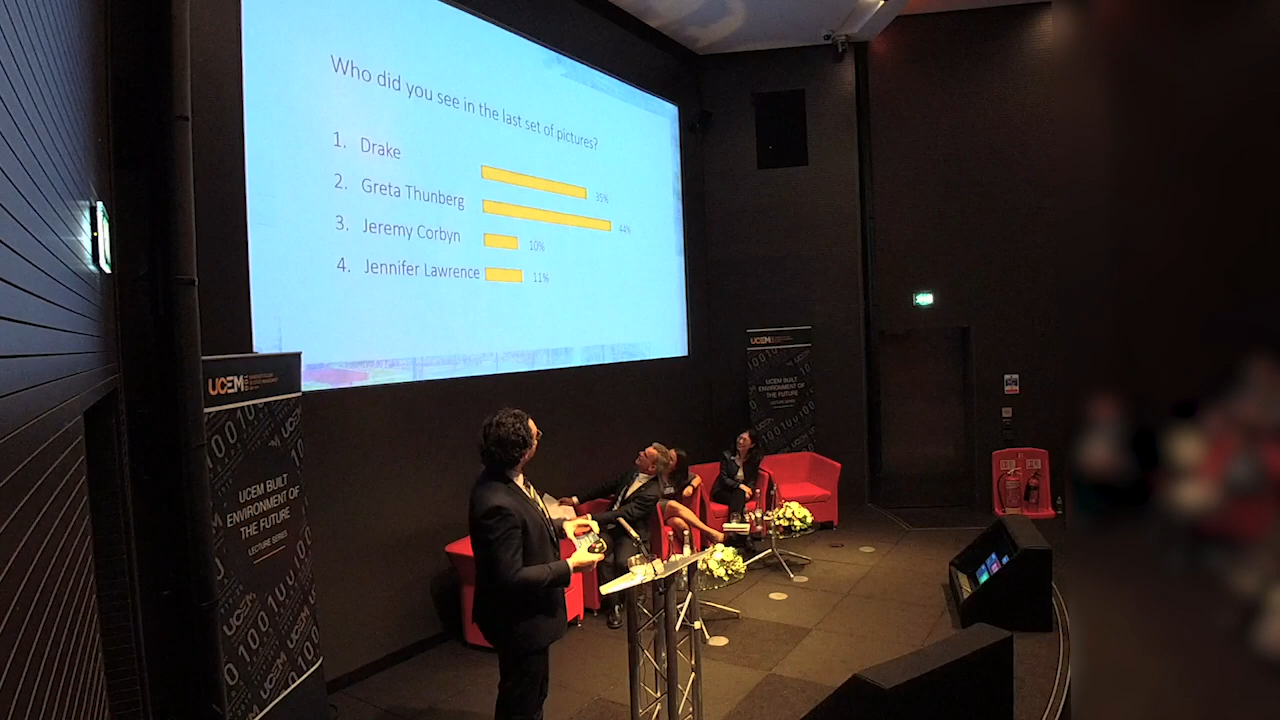 Who did you see in the last set of pictures?
1. Drake
35%
2. Greta Thunberg
44%
3. Jeremy Corbyn
10%
4. Jennifer Lawrence
11%
UCEM
UCEM BUILT
ENVIRONMENT OF
THE FUTURE
LECTURE SERIES
UCEM
UCEM BUILT
ENVIRONMENT OF
THE FUTURE
LECTURE SERIES